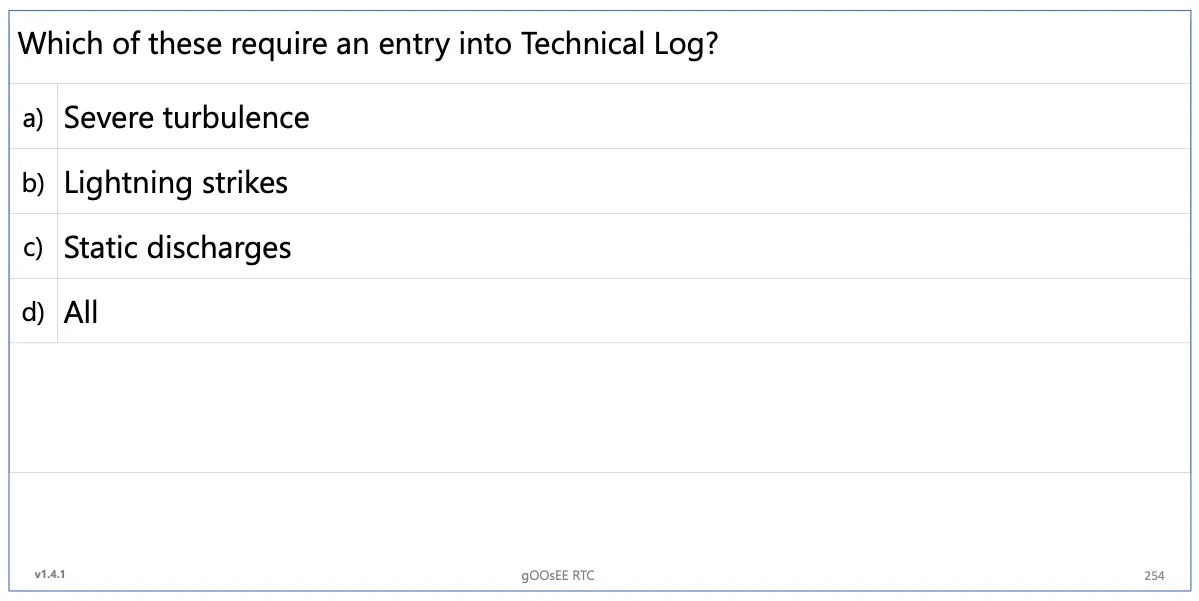 Which of these require an entry into Technical Log?
a) Severe turbulence
b) Lightning strikes
c) Static discharges
d) All
v1.4.1 gOOsEE RTC 254